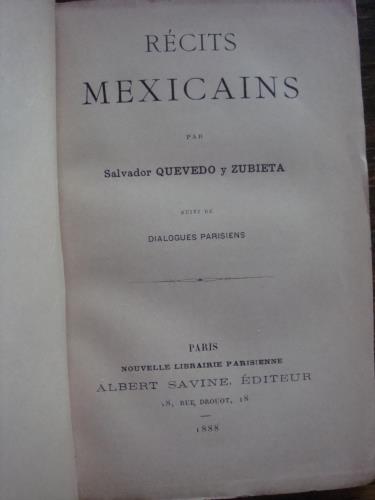 RÉCITS
MEXICAINS
PAR
Salvador QUEVEDO y ZUBIETA
SUIVI DE
DIALOGUES PARISIENS
PARIS
NOUVELLE LIBRAIRIE PARISIENNE
ALBERT SAVINE, ÉDITEUR
18, RUE DROUOT, 18
1888